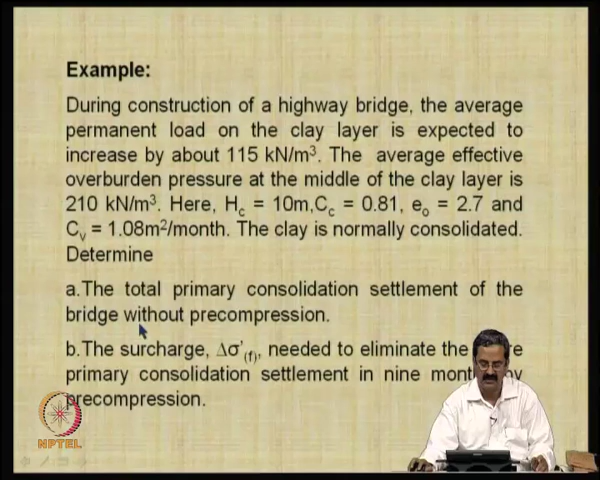 Example:
During construction of a highway bridge, the average
permanent load on the clay layer is expected to
increase by about 115 kN/m³. The average effective
overburden pressure at the middle of the clay layer is
210 kN/m³. Here, H꜀ = 10m,C꜀ = 0.81, eₒ = 2.7 and
Cᵥ = 1.08m²/month. The clay is normally consolidated.
Determine
a.The total primary consolidation settlement of the
bridge without precompression.
b.The surcharge, Δσ'₍f₎, needed to eliminate the
primary consolidation settlement in nine
precompression.
NPTEL